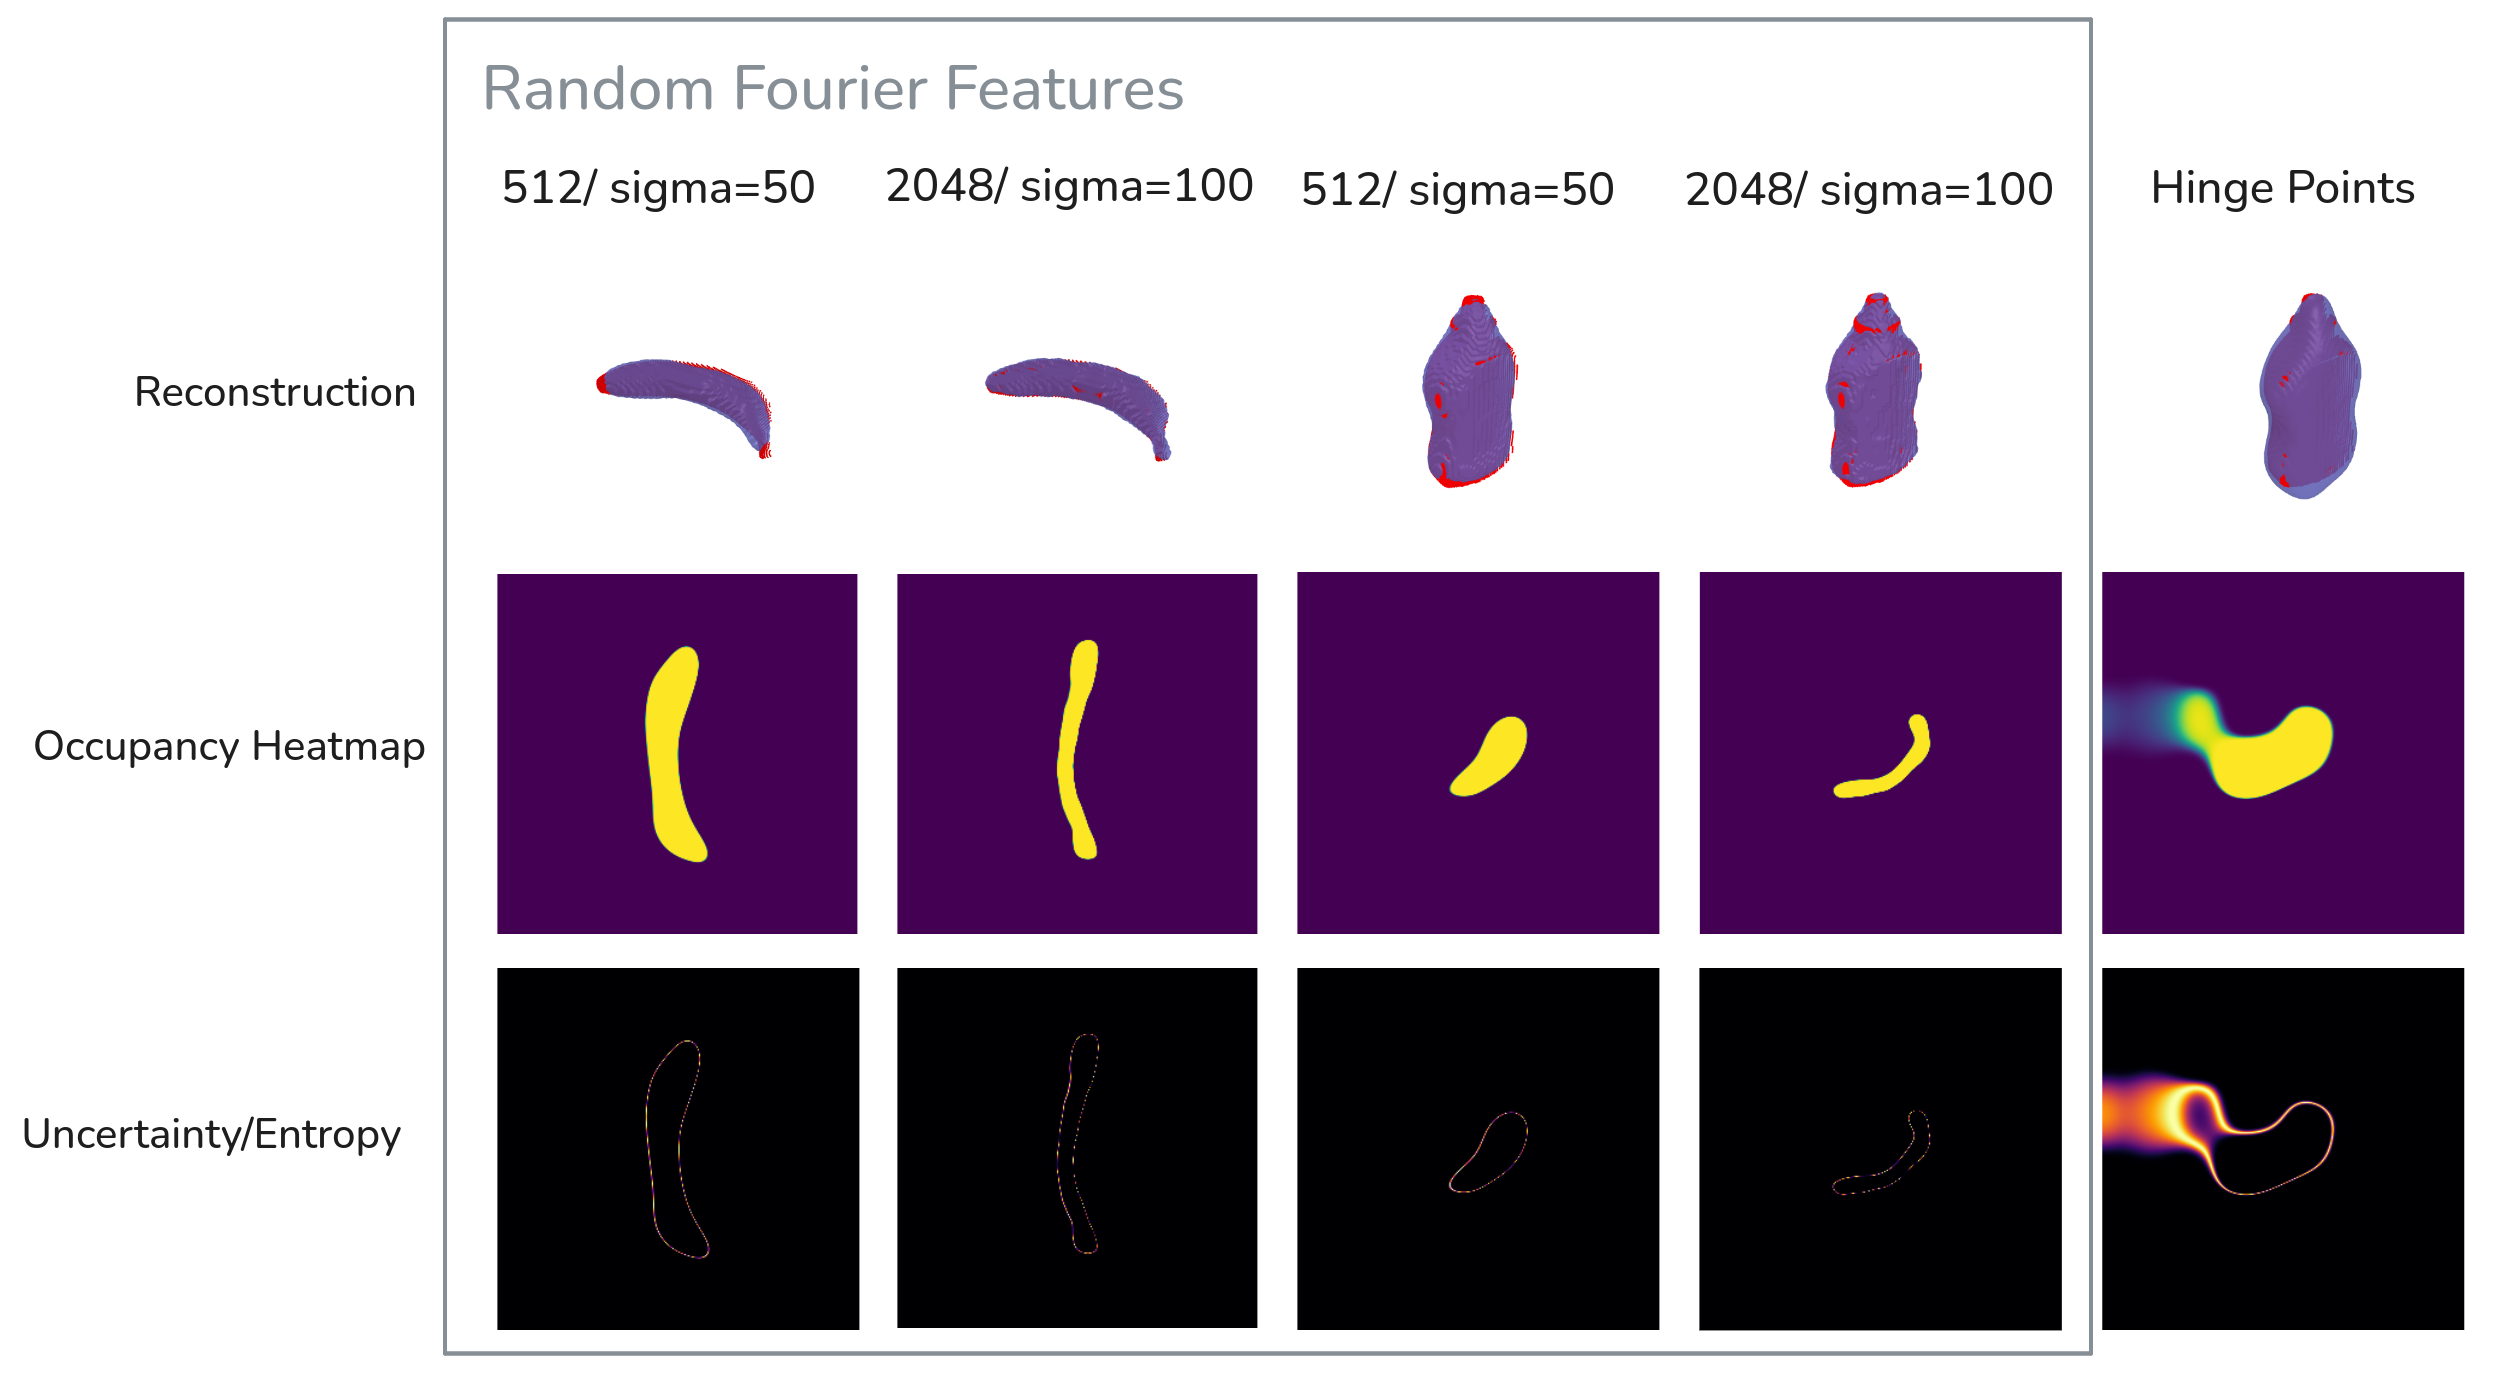 Random Fourier Features
512/ sigma=50
2048/ sigma=100
512/ sigma=50
2048/ sigma=100
Hinge Points
Reconstruction
Occupancy Heatmap
Uncertainty/Entropy